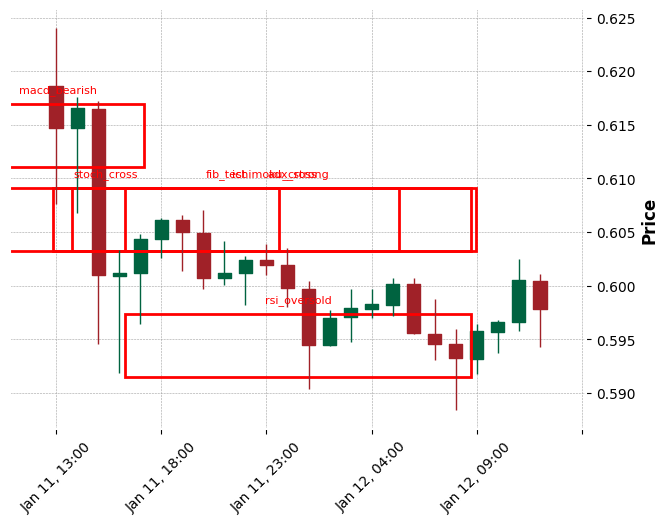 0.625
0.620
macd_bearish
0.615
stoch_cross
0.610
0.605
Price
0.600
rsi_oversold
0.595
0.590
Jan 11, 13:00
Jan 11, 18:00
Jan 11, 23:00
Jan 12, 04:00
Jan 12, 09:00